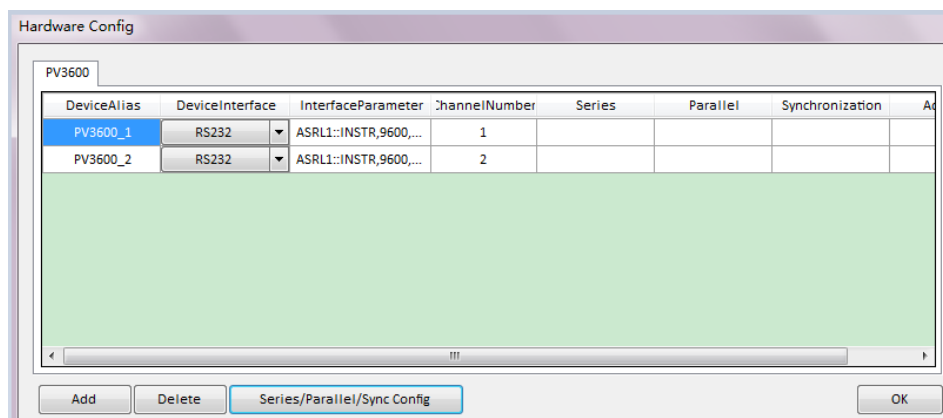 Hardware Config
PV3600
DeviceAlias DeviceInterface InterfaceParameter ChannelNumber Series Parallel Synchronization
PV3600_1 RS232 ASRL1::INSTR,9600,... 1
PV3600_2 RS232 ASRL1::INSTR,9600,... 2
Add Delete Series/Parallel/Sync Config OK